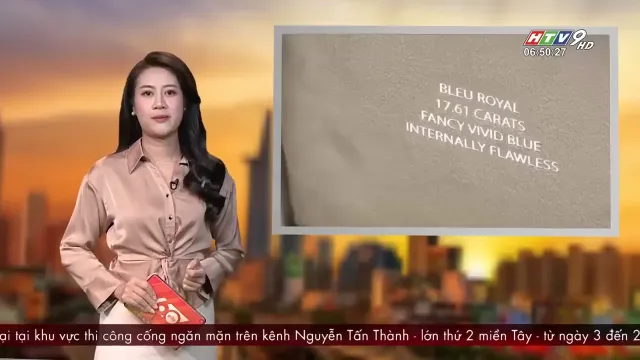 HTV9 HD
06:50:27
BLEU ROYAL
17.61 CARATS
FANCY VIVID BLUE
INTERNALLY FLAWLESS
ại tại khu vực thi công cống ngăn mặn trên kênh Nguyễn Tấn Thành - lớn thứ 2 miền Tây - từ ngày 3 đến 2